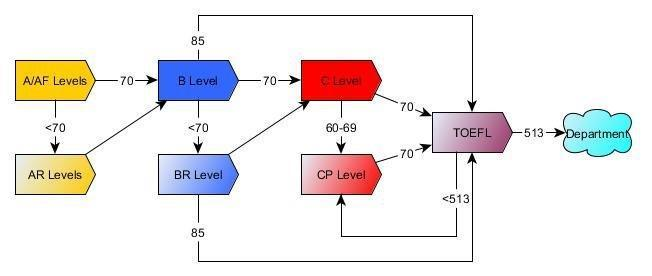 85
A/AF Levels
70
B Level
70
C Level
70
<70
<70
60-69
TOEFL
513
Department
70
AR Levels
BR Level
CP Level
<513
85